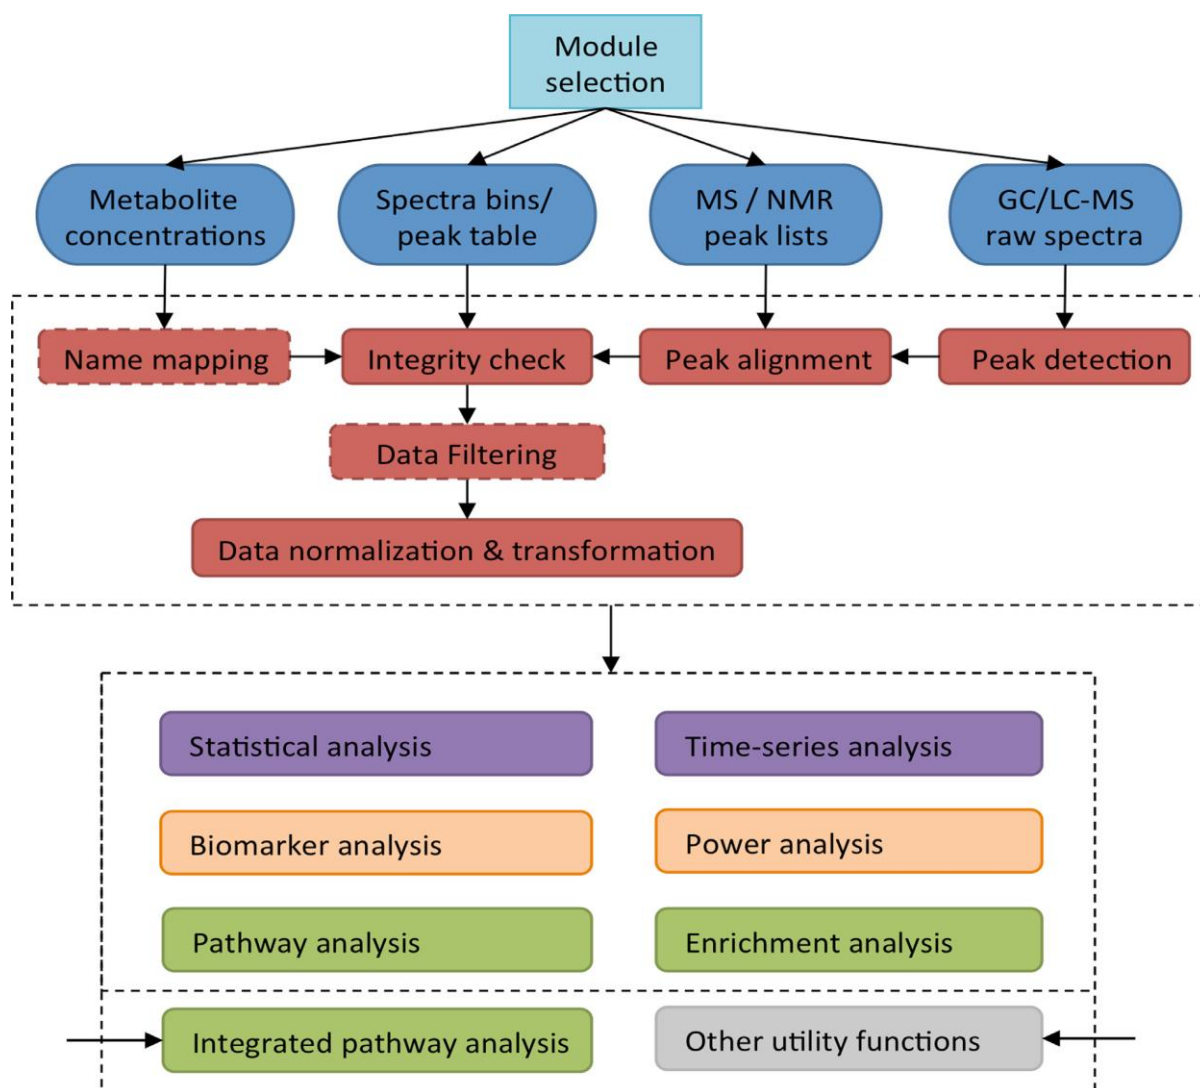 Module
selection
Metabolite
concentrations
Spectra bins/
peak table
MS / NMR
peak lists
GC/LC-MS
raw spectra
Name mapping
Integrity check
Peak alignment
Peak detection
Data Filtering
Data normalization & transformation
Statistical analysis
Time-series analysis
Biomarker analysis
Power analysis
Pathway analysis
Enrichment analysis
Integrated pathway analysis
Other utility functions